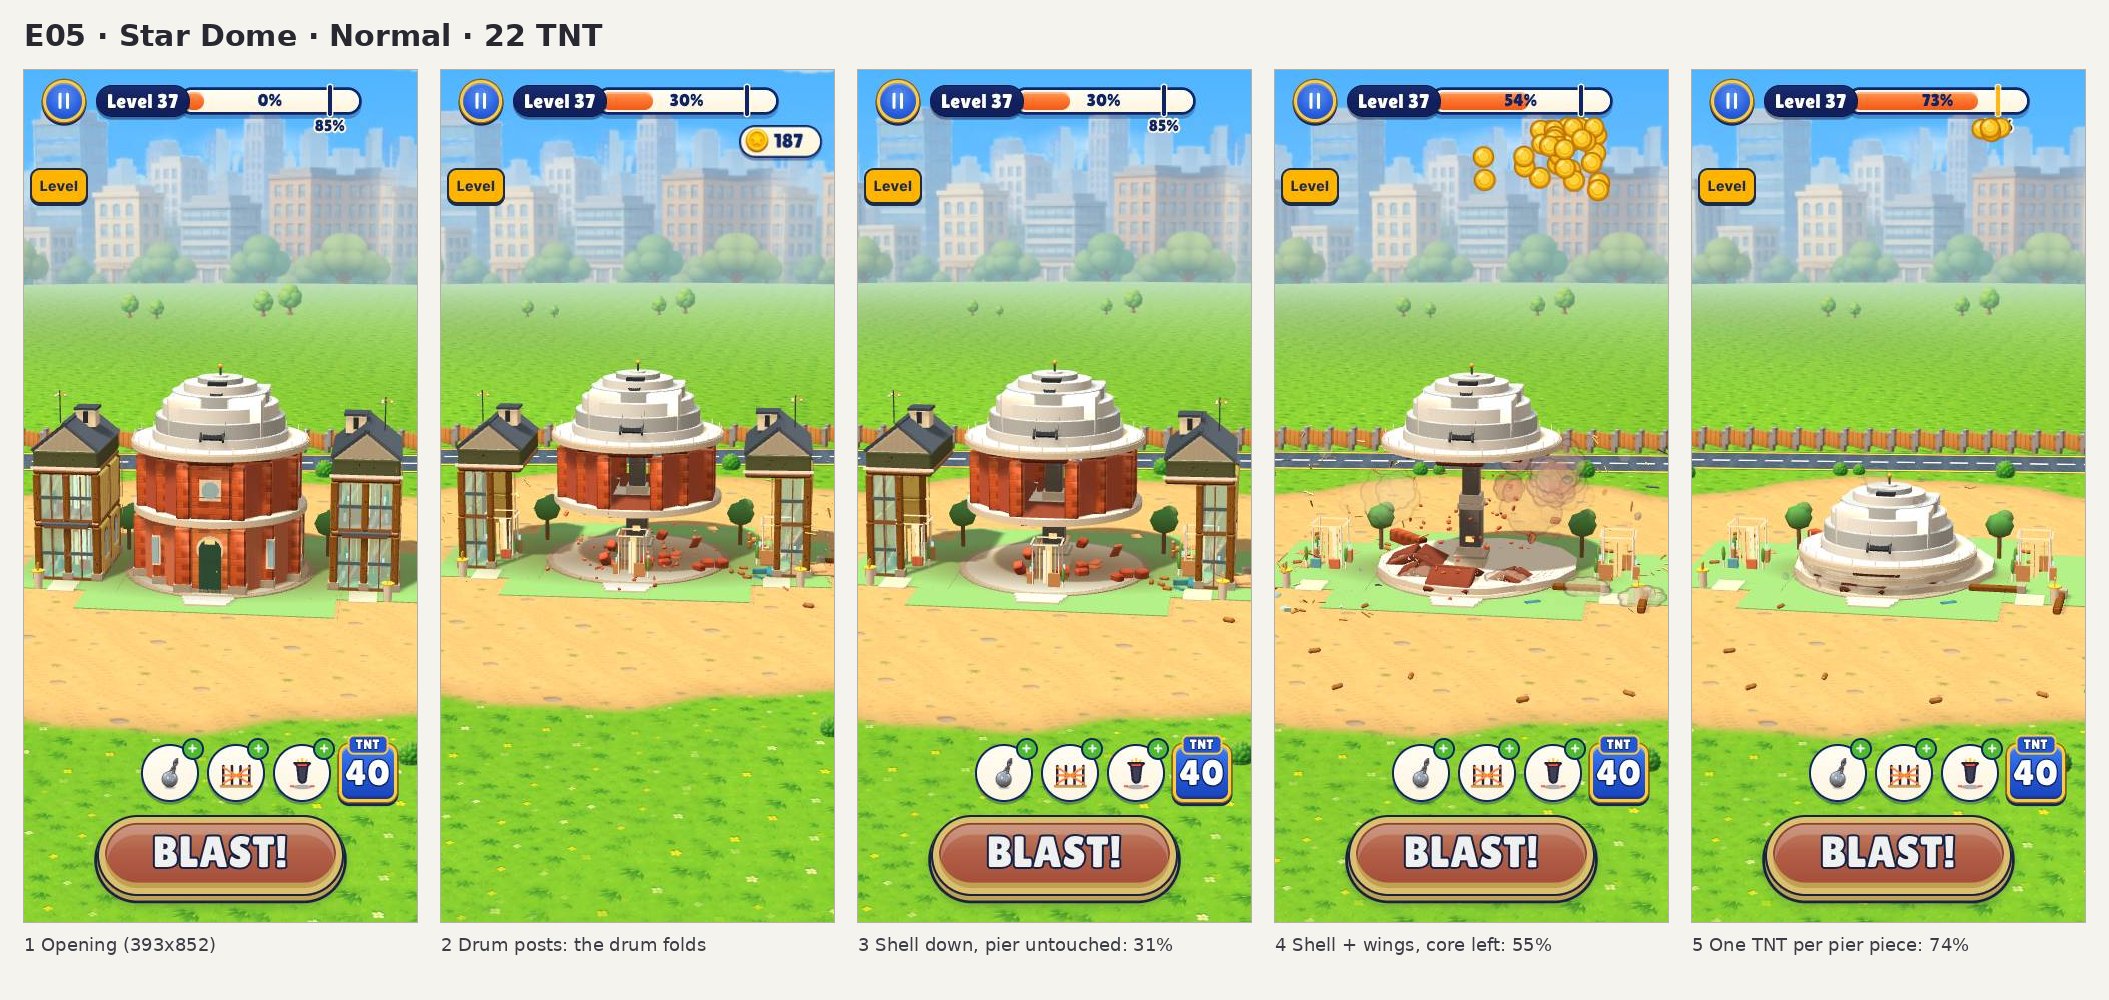 E05 · Star Dome · Normal · 22 TNT
Level 37
0%
85%
Level
TNT
40
BLAST!
1 Opening (393x852)
Level 37
30%
187
Level
2 Drum posts: the drum folds
Level 37
30%
85%
Level
TNT
40
BLAST!
3 Shell down, pier untouched: 31%
Level 37
54%
Level
TNT
40
BLAST!
4 Shell + wings, core left: 55%
Level 37
73%
Level
TNT
40
BLAST!
5 One TNT per pier piece: 74%